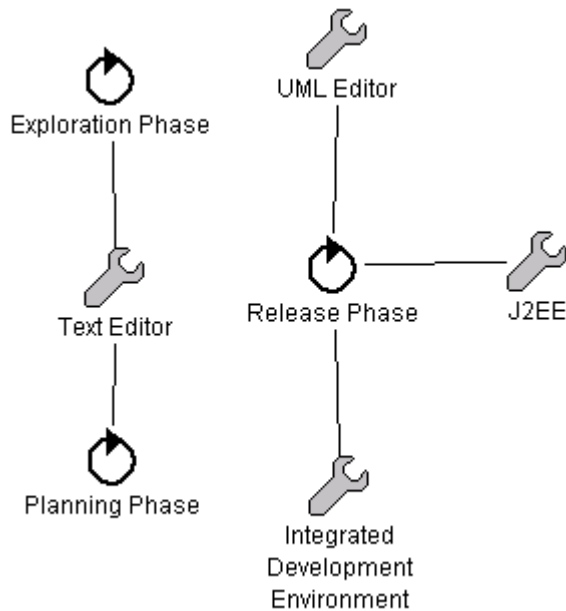 UML Editor
Exploration Phase
Release Phase
J2EE
Text Editor
Planning Phase
Integrated
Development
Environment